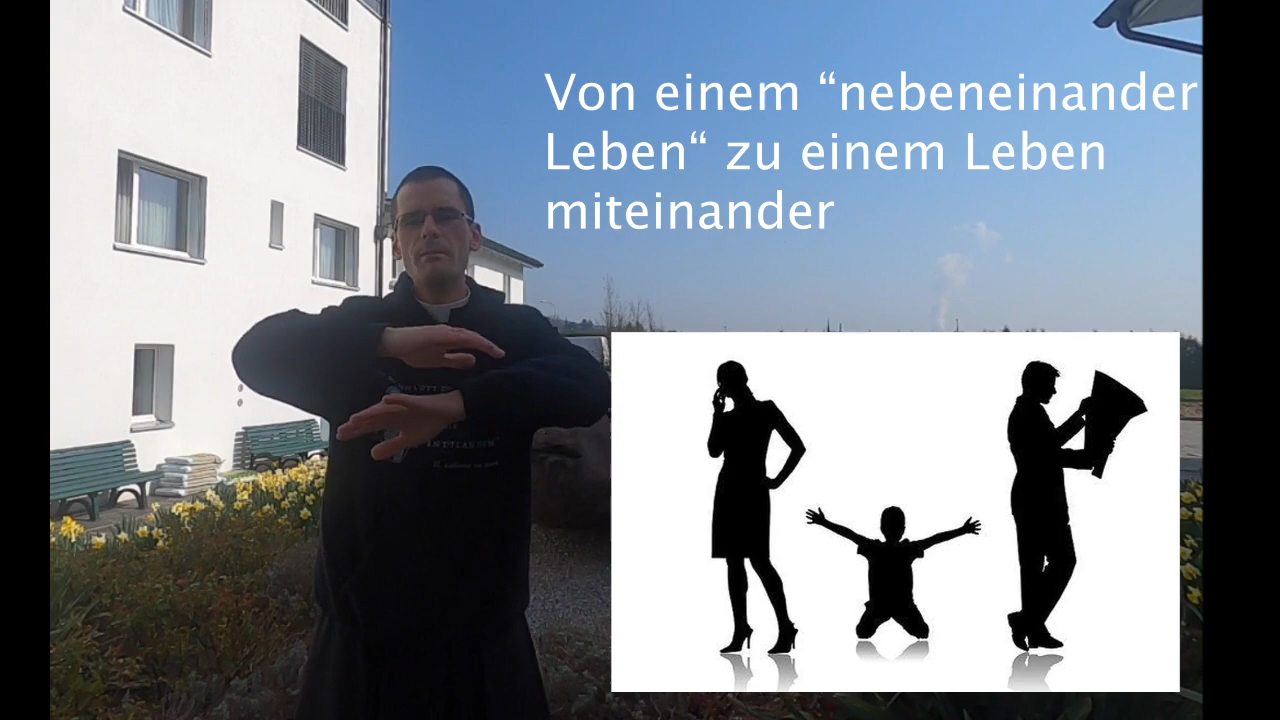 Von einem “nebeneinander
Leben“ zu einem Leben
miteinander